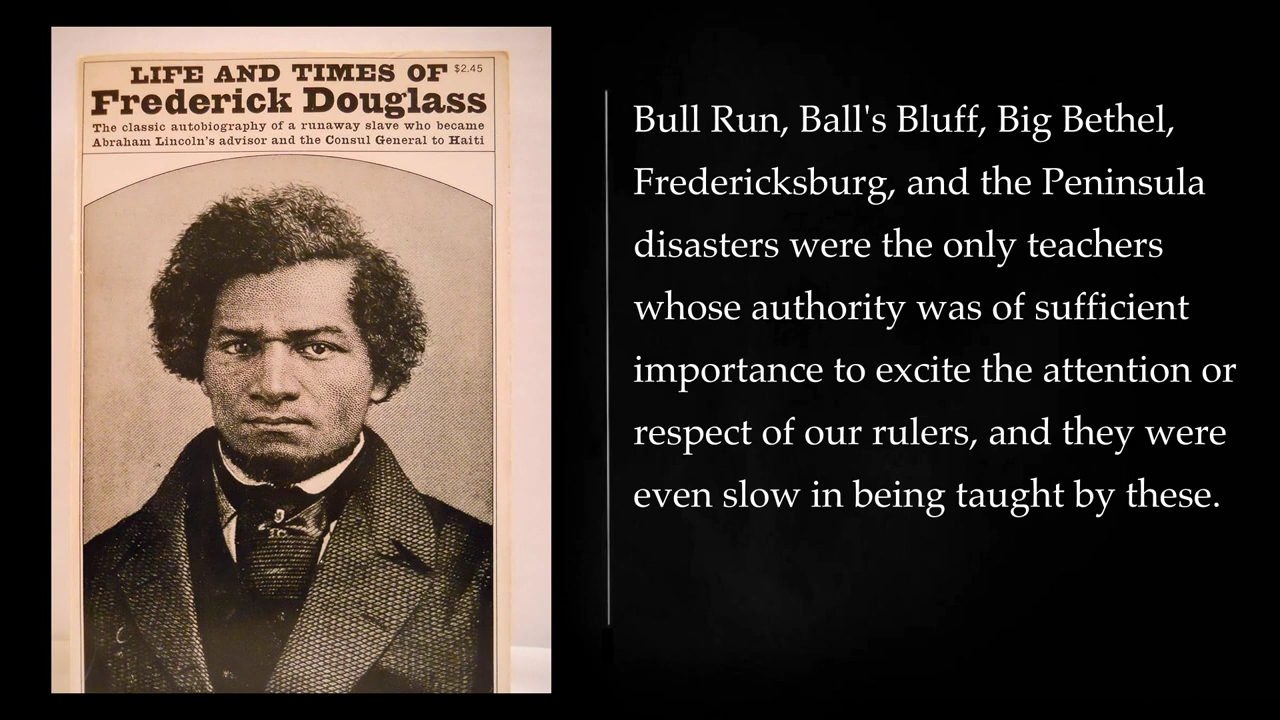 LIFE AND TIMES OF $2.45
Frederick Douglass
The classic autobiography of a runaway slave who became
Abraham Lincoln's advisor and the Consul General to Haiti
Bull Run, Ball's Bluff, Big Bethel,
Fredericksburg, and the Peninsula
disasters were the only teachers
whose authority was of sufficient
importance to excite the attention or
respect of our rulers, and they were
even slow in being taught by these.